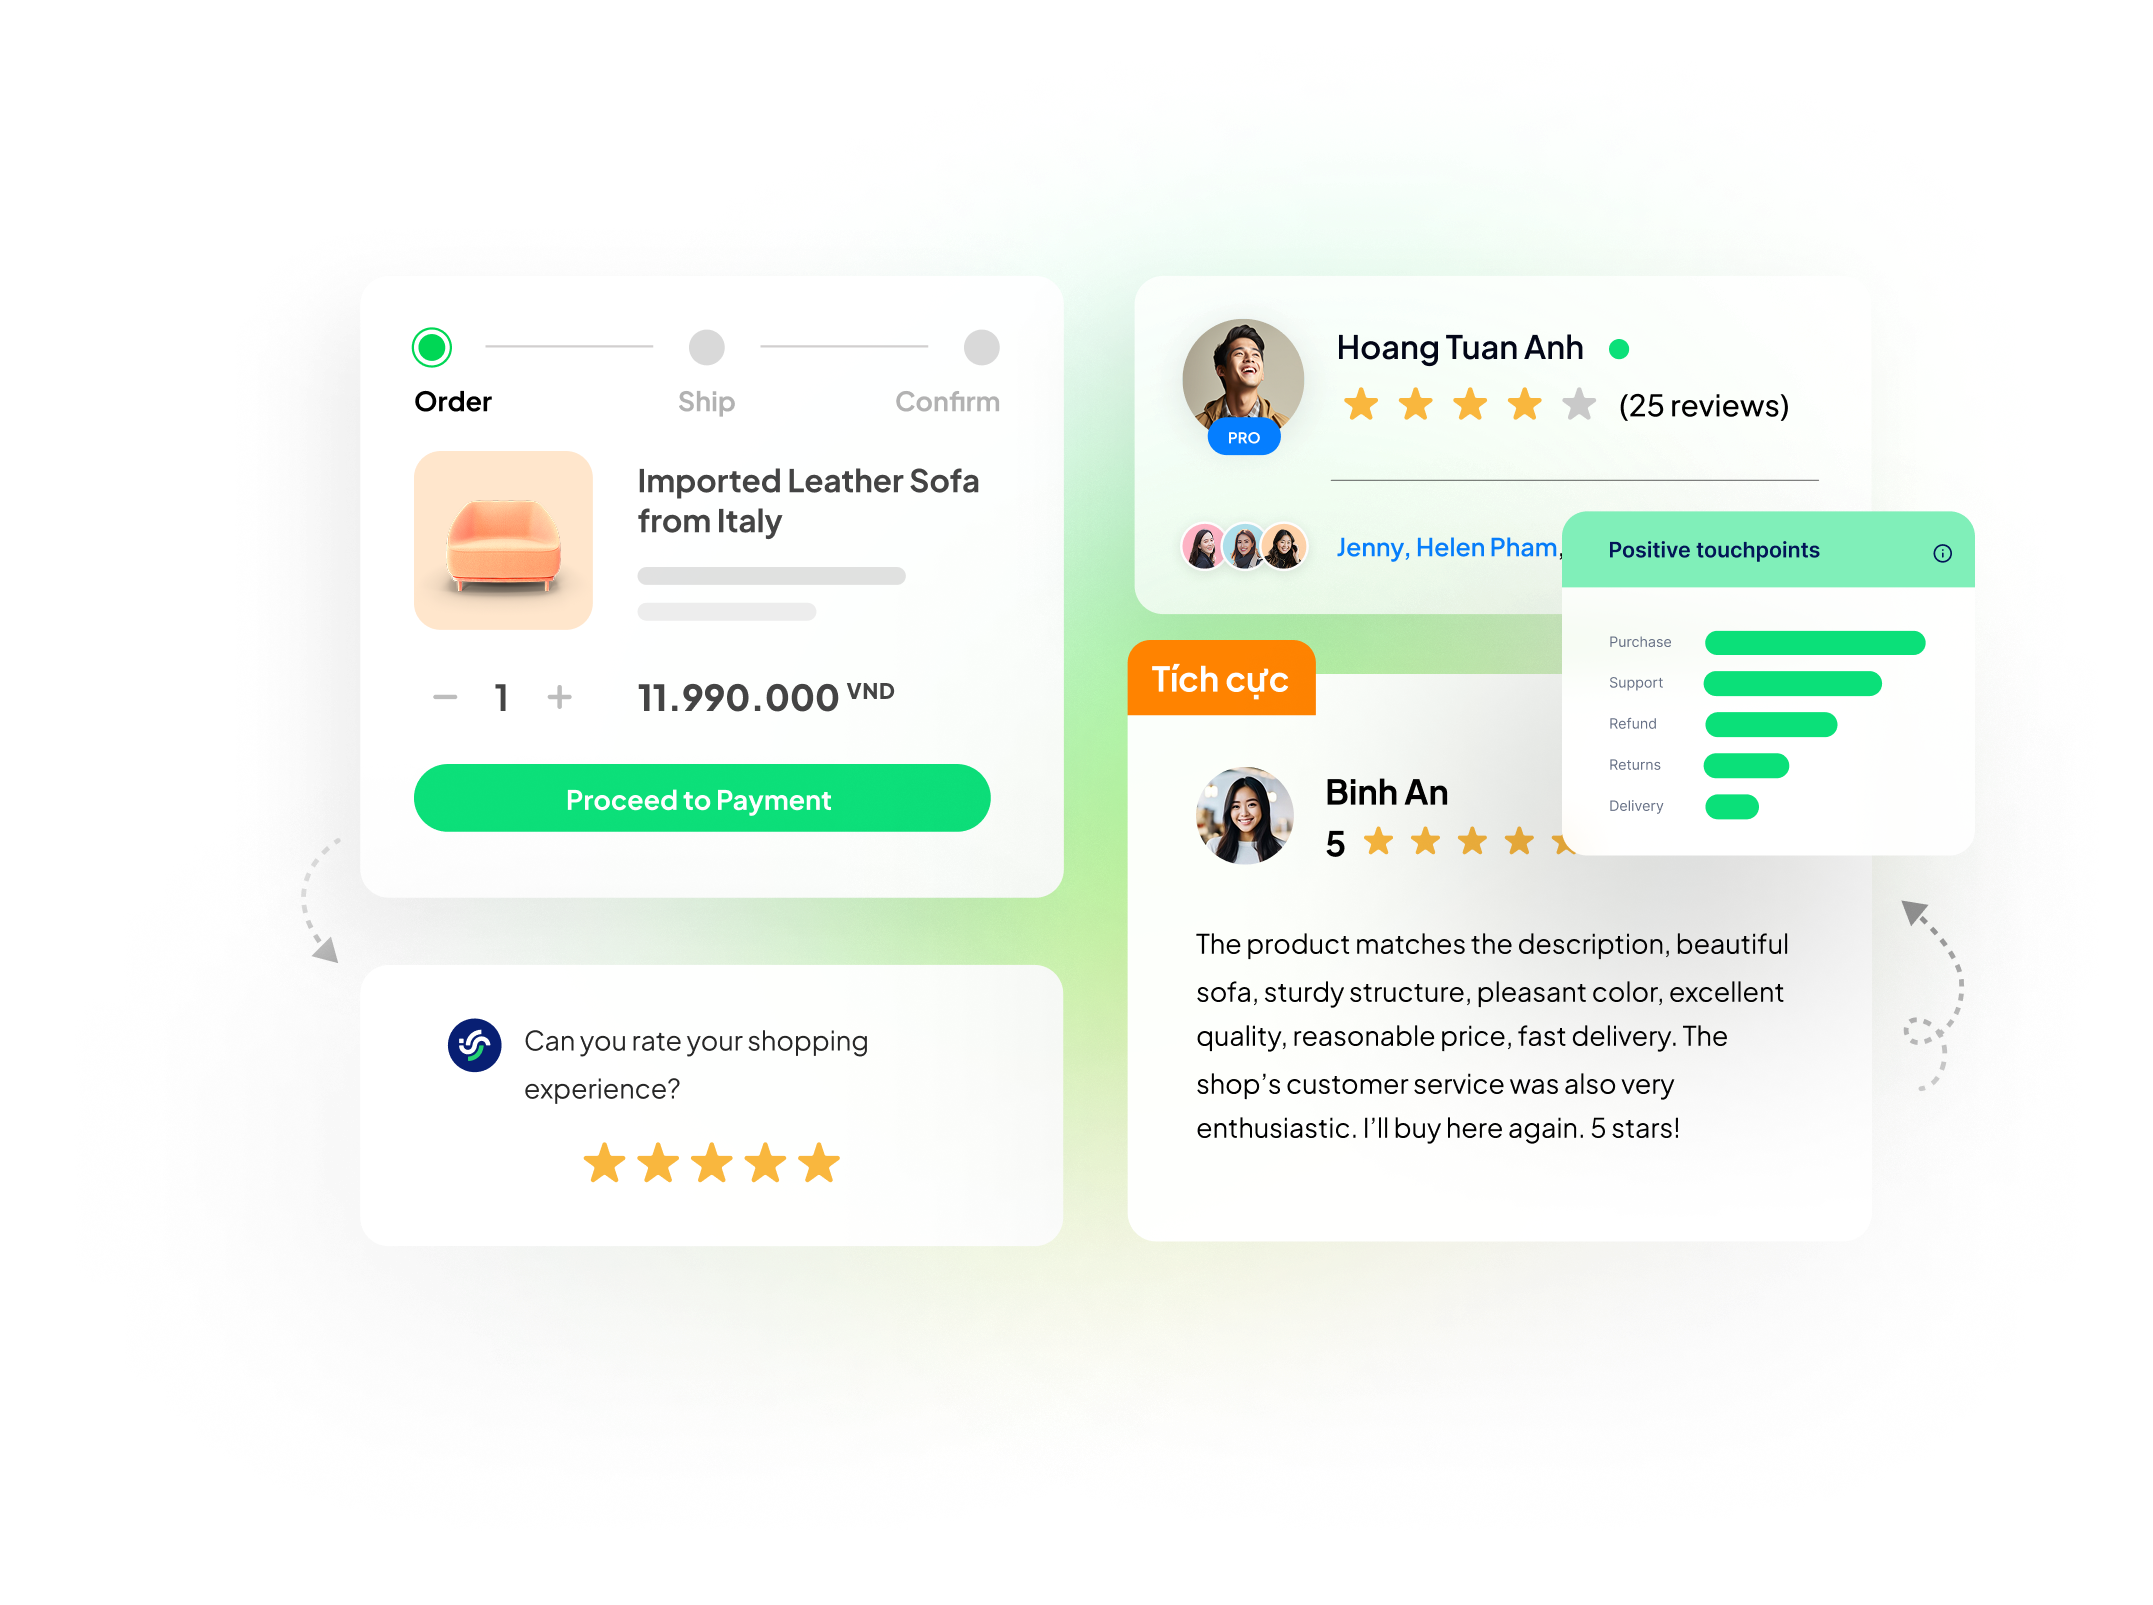 Order
Ship
Confirm
Imported Leather Sofa
from Italy
1
11.990.000 VND
Proceed to Payment
Can you rate your shopping
experience?
Hoang Tuan Anh
(25 reviews)
PRO
Jenny, Helen Pham,
Positive touchpoints
Purchase
Support
Refund
Returns
Delivery
Tích cực
Binh An
5
The product matches the description, beautiful
sofa, sturdy structure, pleasant color, excellent
quality, reasonable price, fast delivery. The
shop’s customer service was also very
enthusiastic. I’ll buy here again. 5 stars!